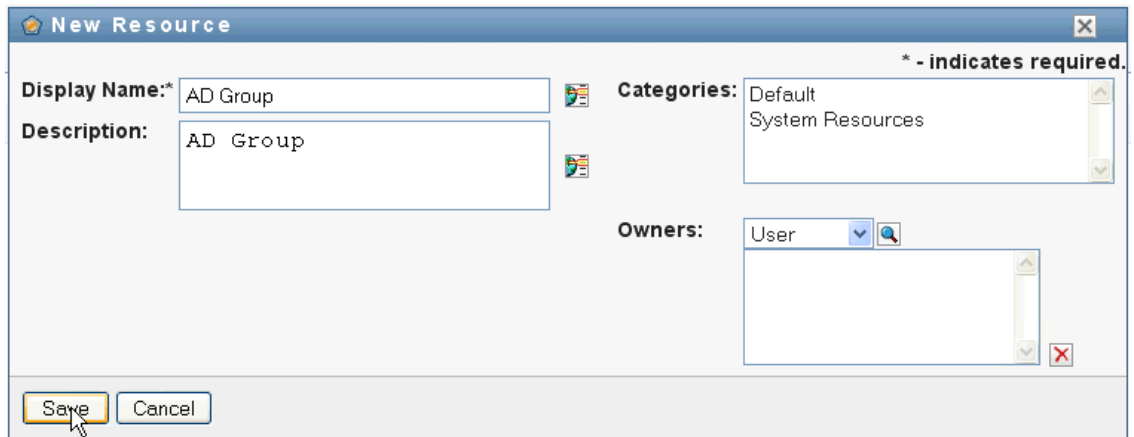 New Resource
* - indicates required.
Display Name:* AD Group
Description: AD Group
Categories: Default
System Resources
Owners: User
Save Cancel